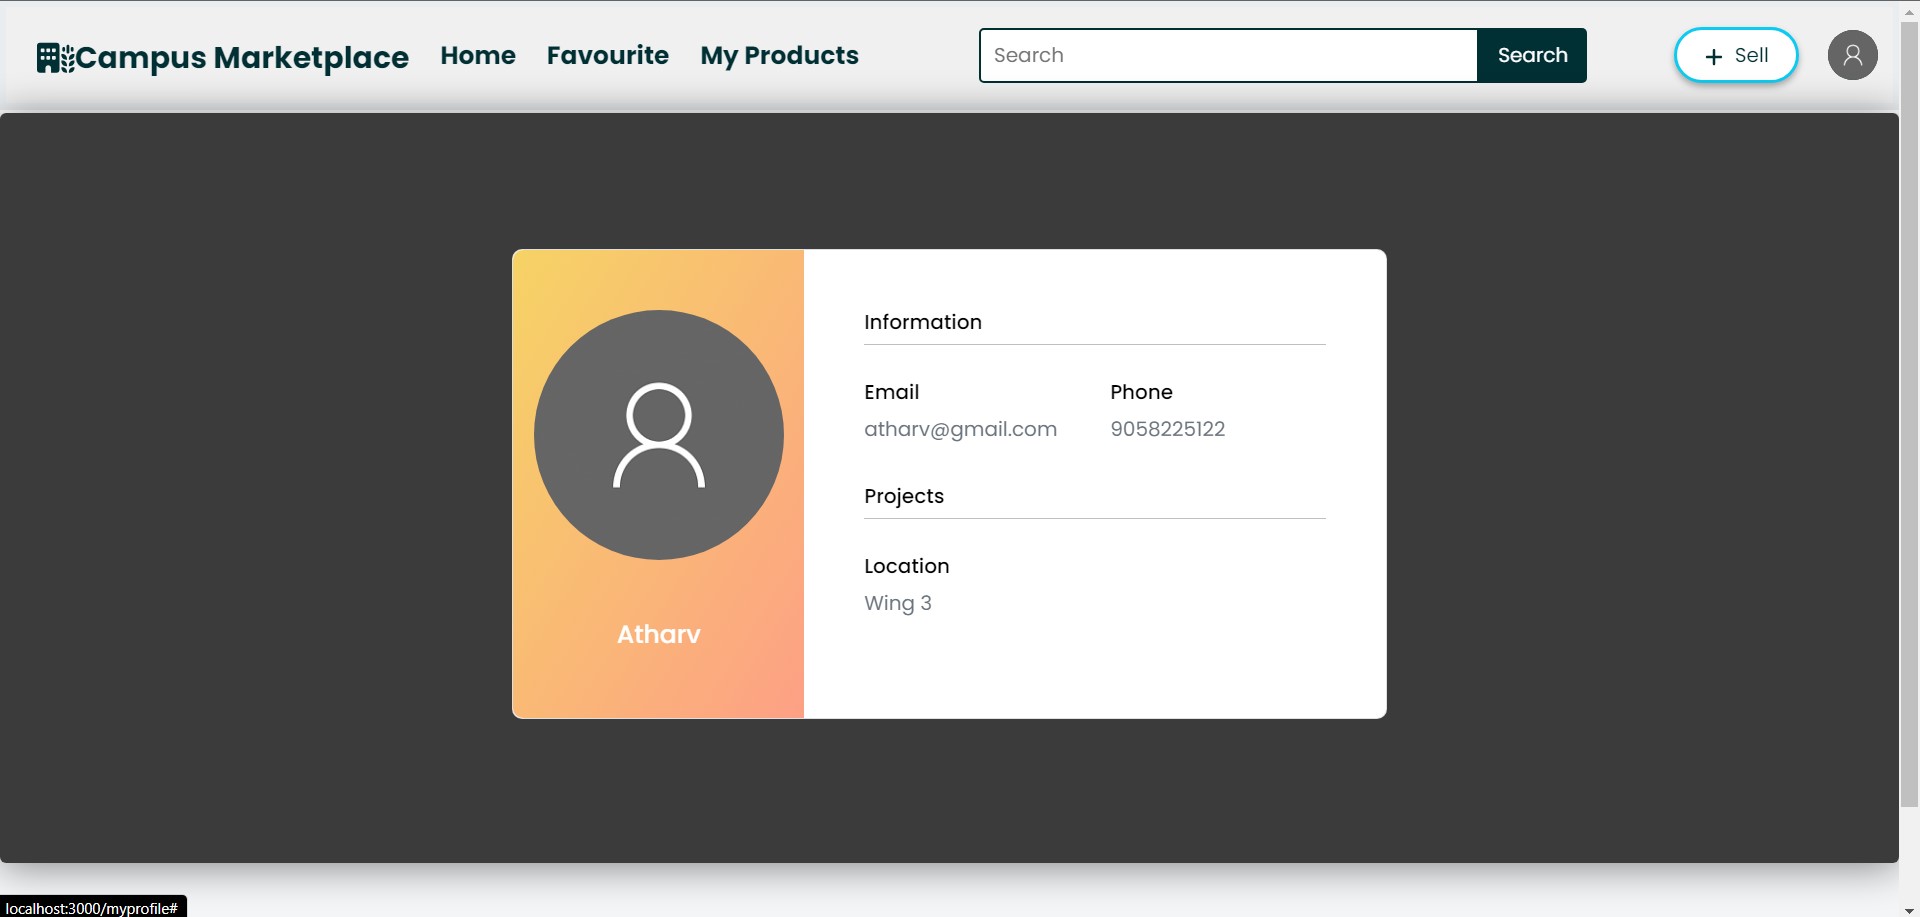 Campus Marketplace Home Favourite My Products Search Search + Sell
Information
Email Phone
atharv@gmail.com 9058225122
Projects
Location
Wing 3
Atharv
localhost:3000/myprofile#